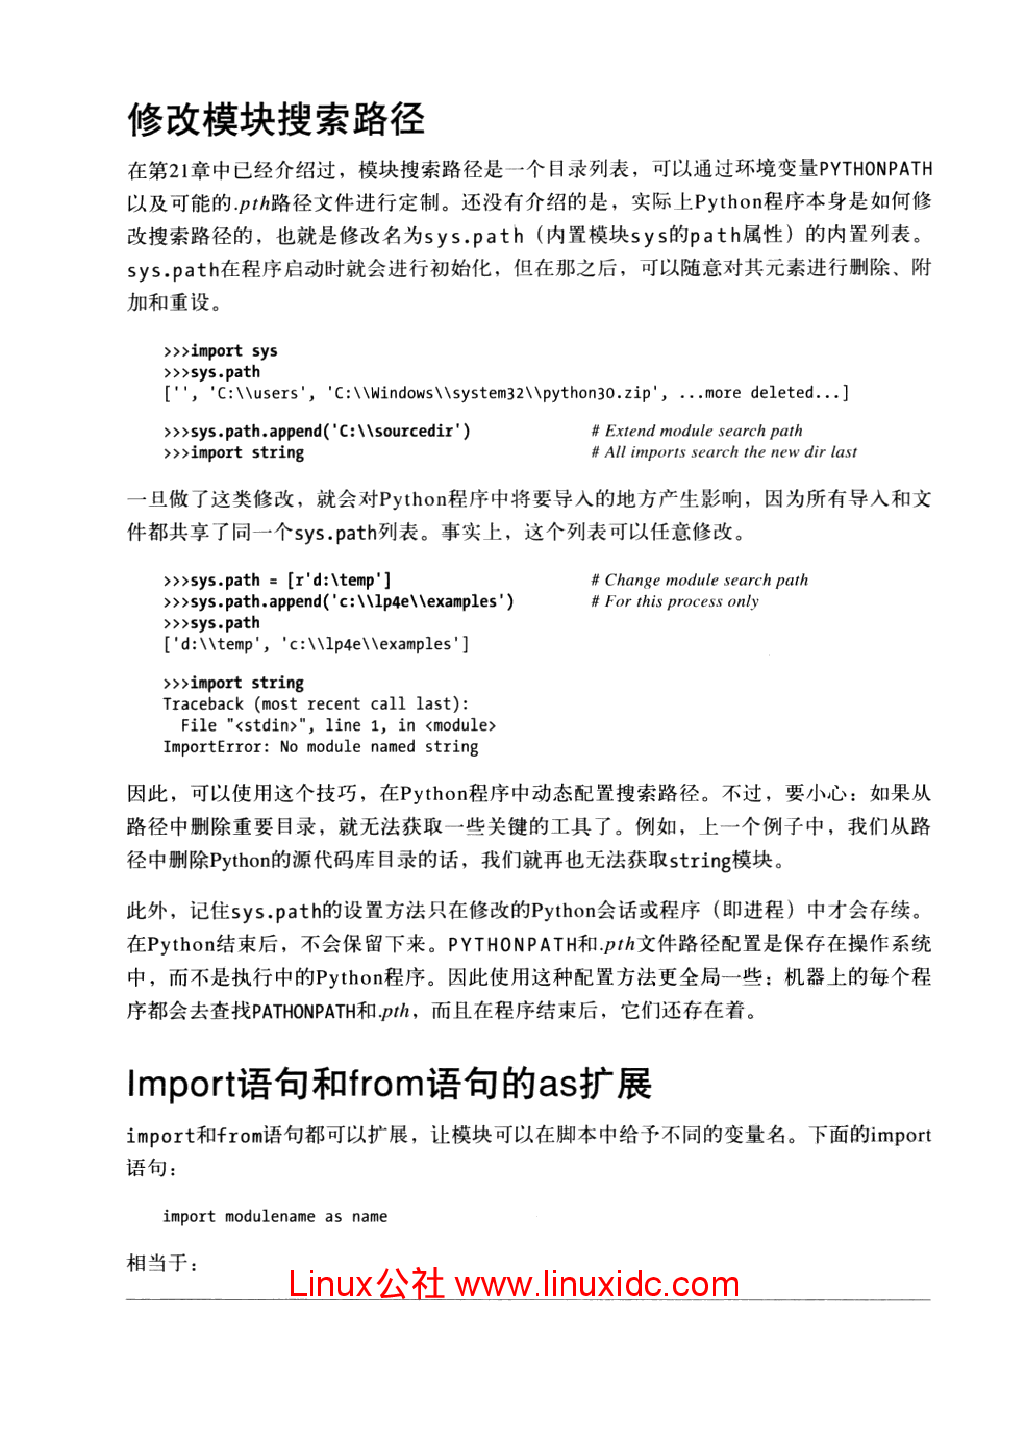 修改模块搜索路径
在第21章中已经介绍过，模块搜索路径是一个目录列表，可以通过环境变量PYTHONPATH
以及可能的.pth路径文件进行定制。还没有介绍的是，实际上Python程序本身是如何修
改搜索路径的，也就是修改名为sys.path（内置模块sys的path属性）的内置列表。
sys.path在程序启动时就会进行初始化，但在那之后，可以随意对其元素进行删除、附
加和重设。
>>>import sys
>>>sys.path
['', 'C:\\users', 'C:\\Windows\\system32\\python30.zip', ...more deleted...]
>>>sys.path.append('C:\\sourcedir') # Extend module search path
>>>import string # All imports search the new dir last
一旦做了这类修改，就会对Python程序中将要导入的地方产生影响，因为所有导入和文
件都共享了同一个sys.path列表。事实上，这个列表可以任意修改。
>>>sys.path = [r'd:\temp'] # Change module search path
>>>sys.path.append('c:\\lp4e\\examples') # For this process only
>>>sys.path
['d:\\temp', 'c:\\lp4e\\examples']
>>>import string
Traceback (most recent call last):
  File "<stdin>", line 1, in <module>
ImportError: No module named string
因此，可以使用这个技巧，在Python程序中动态配置搜索路径。不过，要小心：如果从
路径中删除重要目录，就无法获取一些关键的工具了。例如，上一个例子中，我们从路
径中删除Python的源代码库目录的话，我们就再也无法获取string模块。
此外，记住sys.path的设置方法只在修改的Python会话或程序（即进程）中才会存续。
在Python结束后，不会保留下来。PYTHONPATH和.pth文件路径配置是保存在操作系统
中，而不是执行中的Python程序。因此使用这种配置方法更全局一些：机器上的每个程
序都会去查找PATHONPATH和.pth，而且在程序结束后，它们还存在着。
Import语句和from语句的as扩展
import和from语句都可以扩展，让模块可以在脚本中给予不同的变量名。下面的import
语句：
import modulename as name
相当于：
Linux公社 www.linuxidc.com